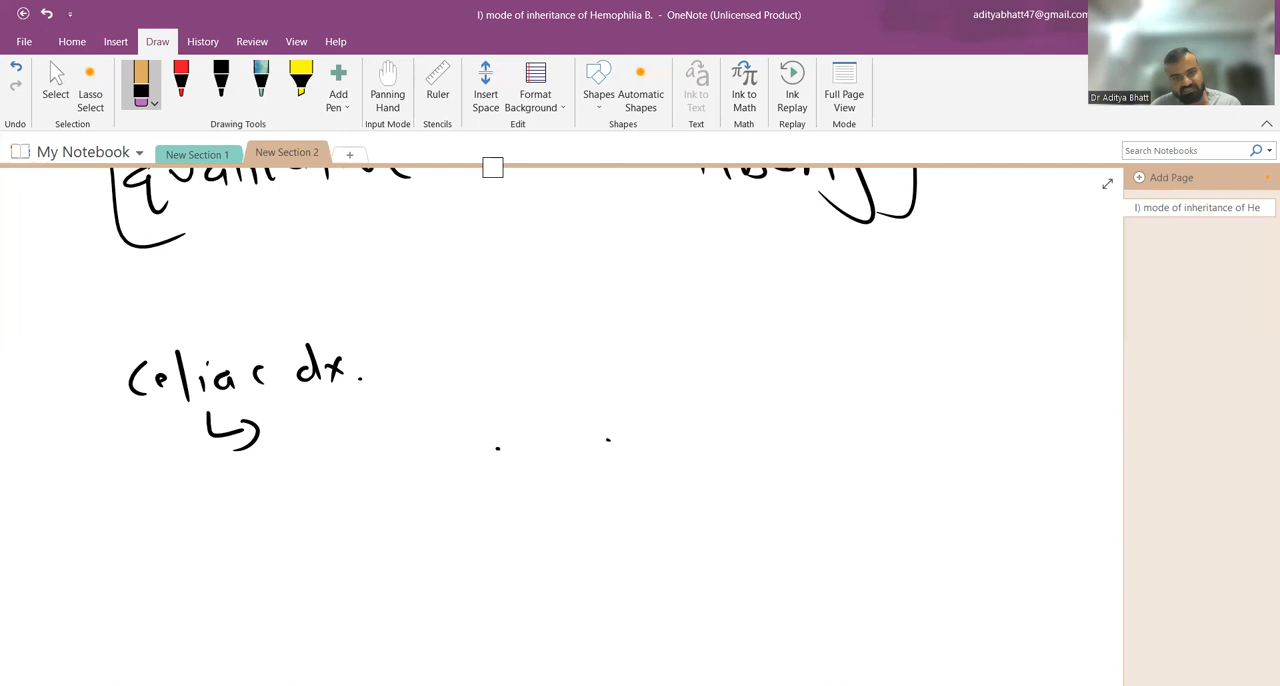 I) mode of inheritance of Hemophilia B. - OneNote (Unlicensed Product)
adityabhatt47@gmail.com
File Home Insert Draw History Review View Help
Undo
Select
Lasso Select
Add Pen
Panning Hand
Ruler
Insert Space
Format Background
Shapes
Automatic Shapes
Ink to Text
Ink to Math
Ink Replay
Full Page View
Selection
Drawing Tools
Input Mode
Stencils
Edit
Shapes
Text
Math
Replay
Mode
Dr Aditya Bhatt
My Notebook
New Section 1
New Section 2
Search Notebooks
Add Page
I) mode of inheritance of He
celiac dx.